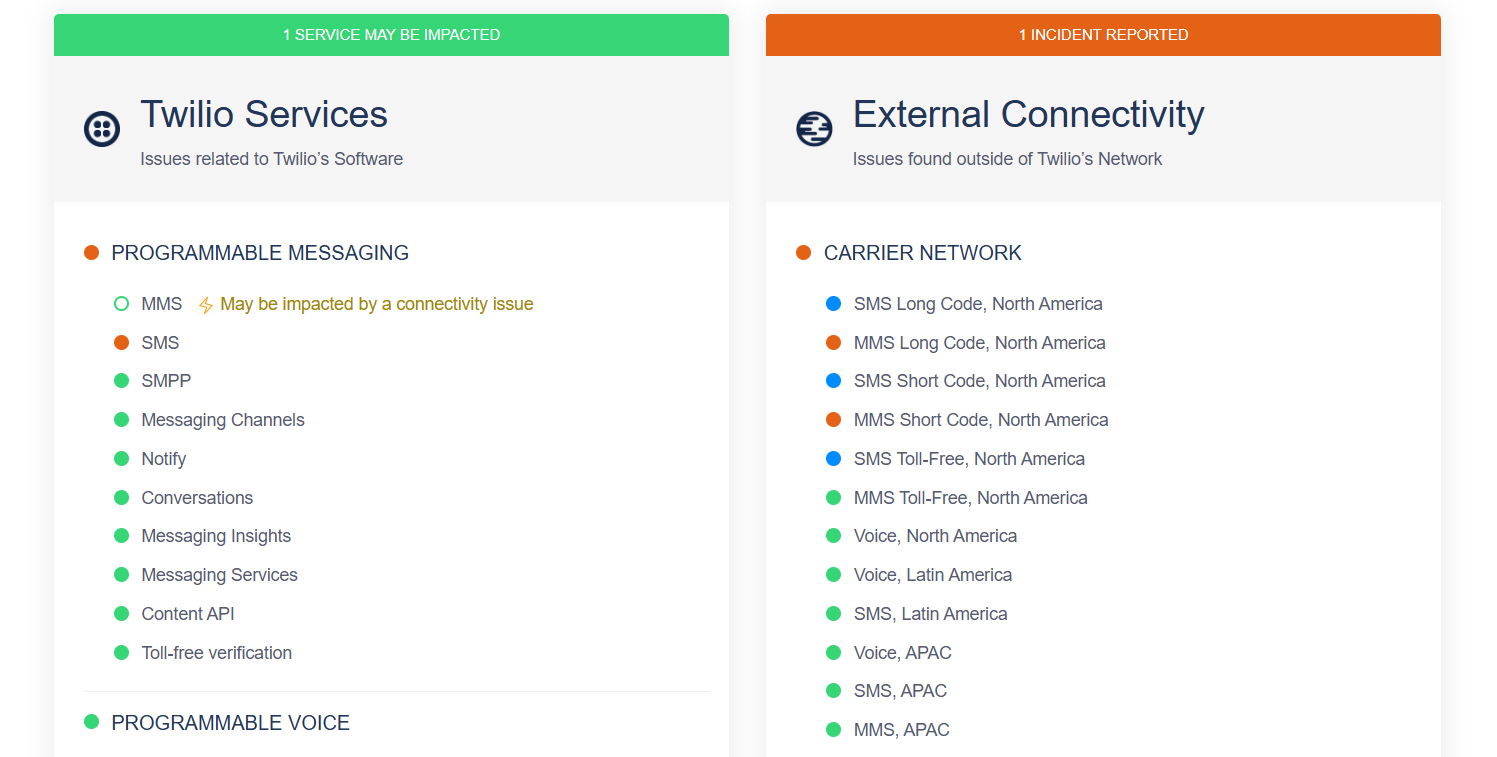 1 SERVICE MAY BE IMPACTED
Twilio Services
Issues related to Twilio’s Software
PROGRAMMABLE MESSAGING
MMS May be impacted by a connectivity issue
SMS
SMPP
Messaging Channels
Notify
Conversations
Messaging Insights
Messaging Services
Content API
Toll-free verification
PROGRAMMABLE VOICE
1 INCIDENT REPORTED
External Connectivity
Issues found outside of Twilio’s Network
CARRIER NETWORK
SMS Long Code, North America
MMS Long Code, North America
SMS Short Code, North America
MMS Short Code, North America
SMS Toll-Free, North America
MMS Toll-Free, North America
Voice, North America
Voice, Latin America
SMS, Latin America
Voice, APAC
SMS, APAC
MMS, APAC